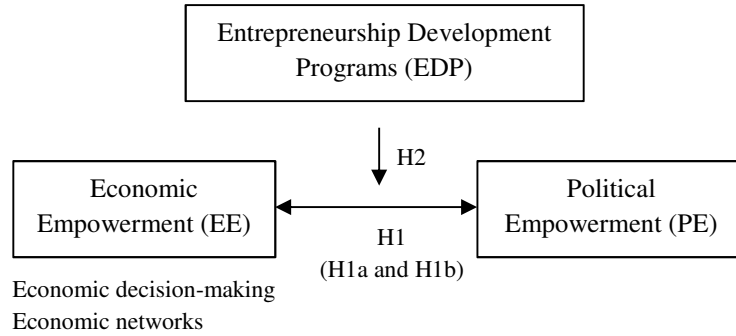 Entrepreneurship Development
Programs (EDP)
H2
Economic
Empowerment (EE)
Political
Empowerment (PE)
H1
(H1a and H1b)
Economic decision-making
Economic networks